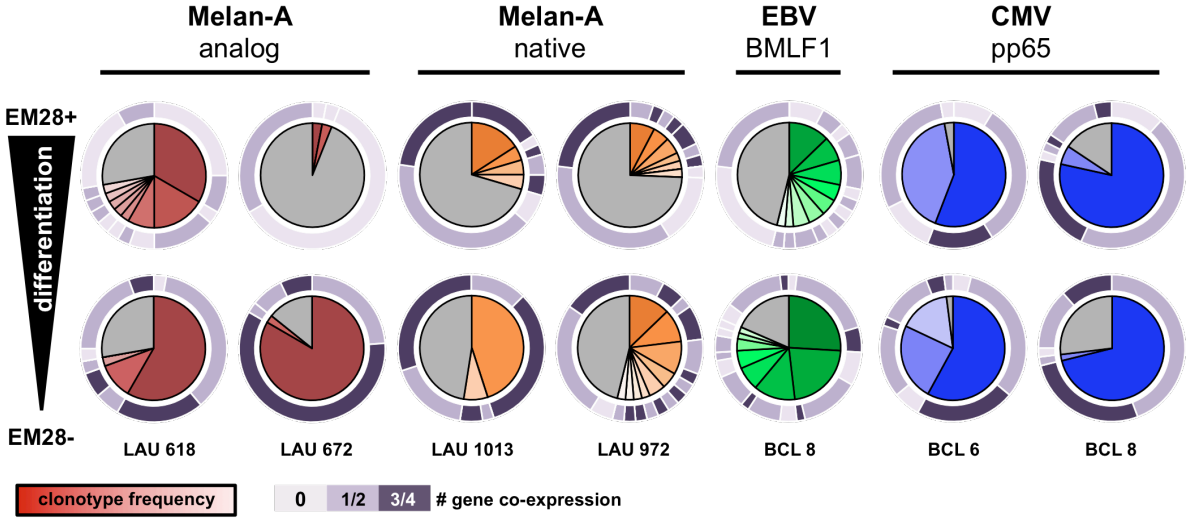 Melan-A
analog
Melan-A
native
EBV
BMLF1
CMV
pp65
EM28+
differentiation
EM28-
LAU 618
LAU 672
LAU 1013
LAU 972
BCL 8
BCL 6
BCL 8
clonotype frequency
0
1/2
3/4
# gene co-expression